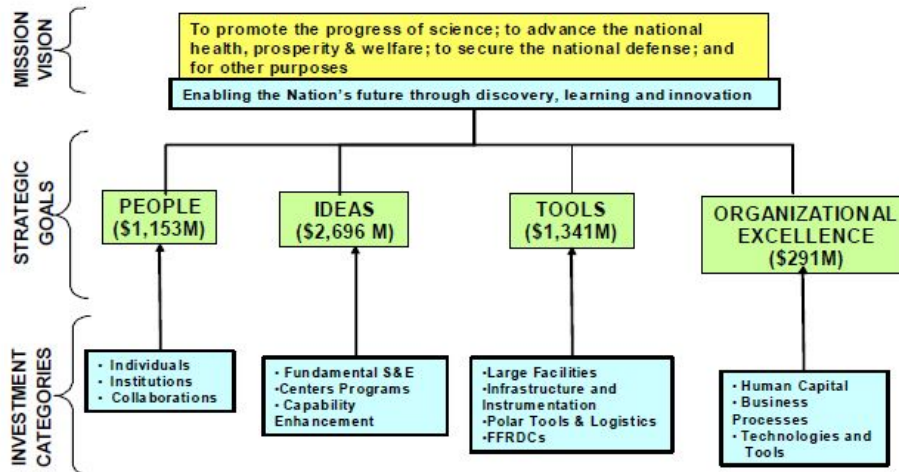 MISSION
VISION
To promote the progress of science; to advance the national
health, prosperity & welfare; to secure the national defense; and
for other purposes
Enabling the Nation's future through discovery, learning and innovation
STRATEGIC
GOALS
PEOPLE
($1,153M)
IDEAS
($2,696 M)
TOOLS
($1,341M)
ORGANIZATIONAL
EXCELLENCE
($291M)
INVESTMENT
CATEGORIES
• Individuals
• Institutions
• Collaborations
• Fundamental S&E
•Centers Programs
• Capability
Enhancement
•Large Facilities
•Infrastructure and
Instrumentation
•Polar Tools & Logistics
•FFRDCs
• Human Capital
• Business
Processes
• Technologies and
Tools